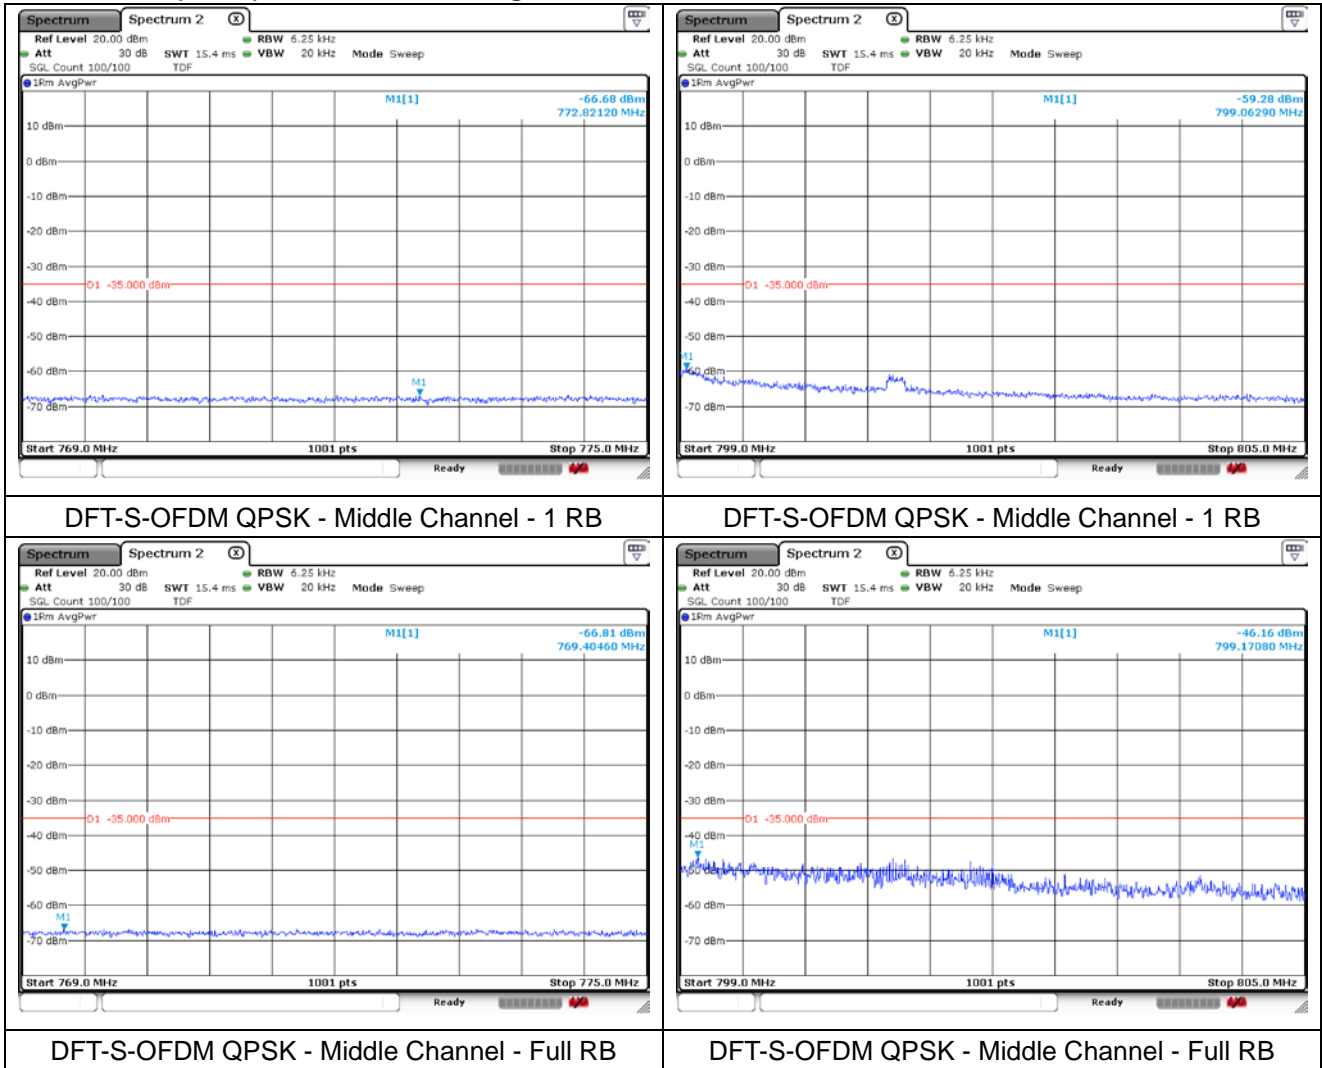 Spectrum Spectrum 2 X
Ref Level 20.00 dBm RBW 6.25 kHz
Att 30 dB SWT 15.4 ms VBW 20 kHz Mode Sweep
SGL Count 100/100 TDF
1Rm AvgPwr
M1[1] -66.68 dBm
772.82120 MHz
10 dBm
0 dBm
-10 dBm
-20 dBm
-30 dBm
D1 -35.000 dBm
-40 dBm
-50 dBm
-60 dBm
M1
-70 dBm
Start 769.0 MHz 1001 pts Stop 775.0 MHz
Ready
DFT-S-OFDM QPSK - Middle Channel - 1 RB
Spectrum Spectrum 2 X
Ref Level 20.00 dBm RBW 6.25 kHz
Att 30 dB SWT 15.4 ms VBW 20 kHz Mode Sweep
SGL Count 100/100 TDF
1Rm AvgPwr
M1[1] -59.28 dBm
799.06290 MHz
10 dBm
0 dBm
-10 dBm
-20 dBm
-30 dBm
D1 -35.000 dBm
-40 dBm
-50 dBm
M1
-60 dBm
-70 dBm
Start 799.0 MHz 1001 pts Stop 805.0 MHz
Ready
DFT-S-OFDM QPSK - Middle Channel - 1 RB
Spectrum Spectrum 2 X
Ref Level 20.00 dBm RBW 6.25 kHz
Att 30 dB SWT 15.4 ms VBW 20 kHz Mode Sweep
SGL Count 100/100 TDF
1Rm AvgPwr
M1[1] -66.81 dBm
769.40460 MHz
10 dBm
0 dBm
-10 dBm
-20 dBm
-30 dBm
D1 -35.000 dBm
-40 dBm
-50 dBm
-60 dBm
M1
-70 dBm
Start 769.0 MHz 1001 pts Stop 775.0 MHz
Ready
DFT-S-OFDM QPSK - Middle Channel - Full RB
Spectrum Spectrum 2 X
Ref Level 20.00 dBm RBW 6.25 kHz
Att 30 dB SWT 15.4 ms VBW 20 kHz Mode Sweep
SGL Count 100/100 TDF
1Rm AvgPwr
M1[1] -46.16 dBm
799.17080 MHz
10 dBm
0 dBm
-10 dBm
-20 dBm
-30 dBm
D1 -35.000 dBm
-40 dBm
M1
-50 dBm
-60 dBm
-70 dBm
Start 799.0 MHz 1001 pts Stop 805.0 MHz
Ready
DFT-S-OFDM QPSK - Middle Channel - Full RB